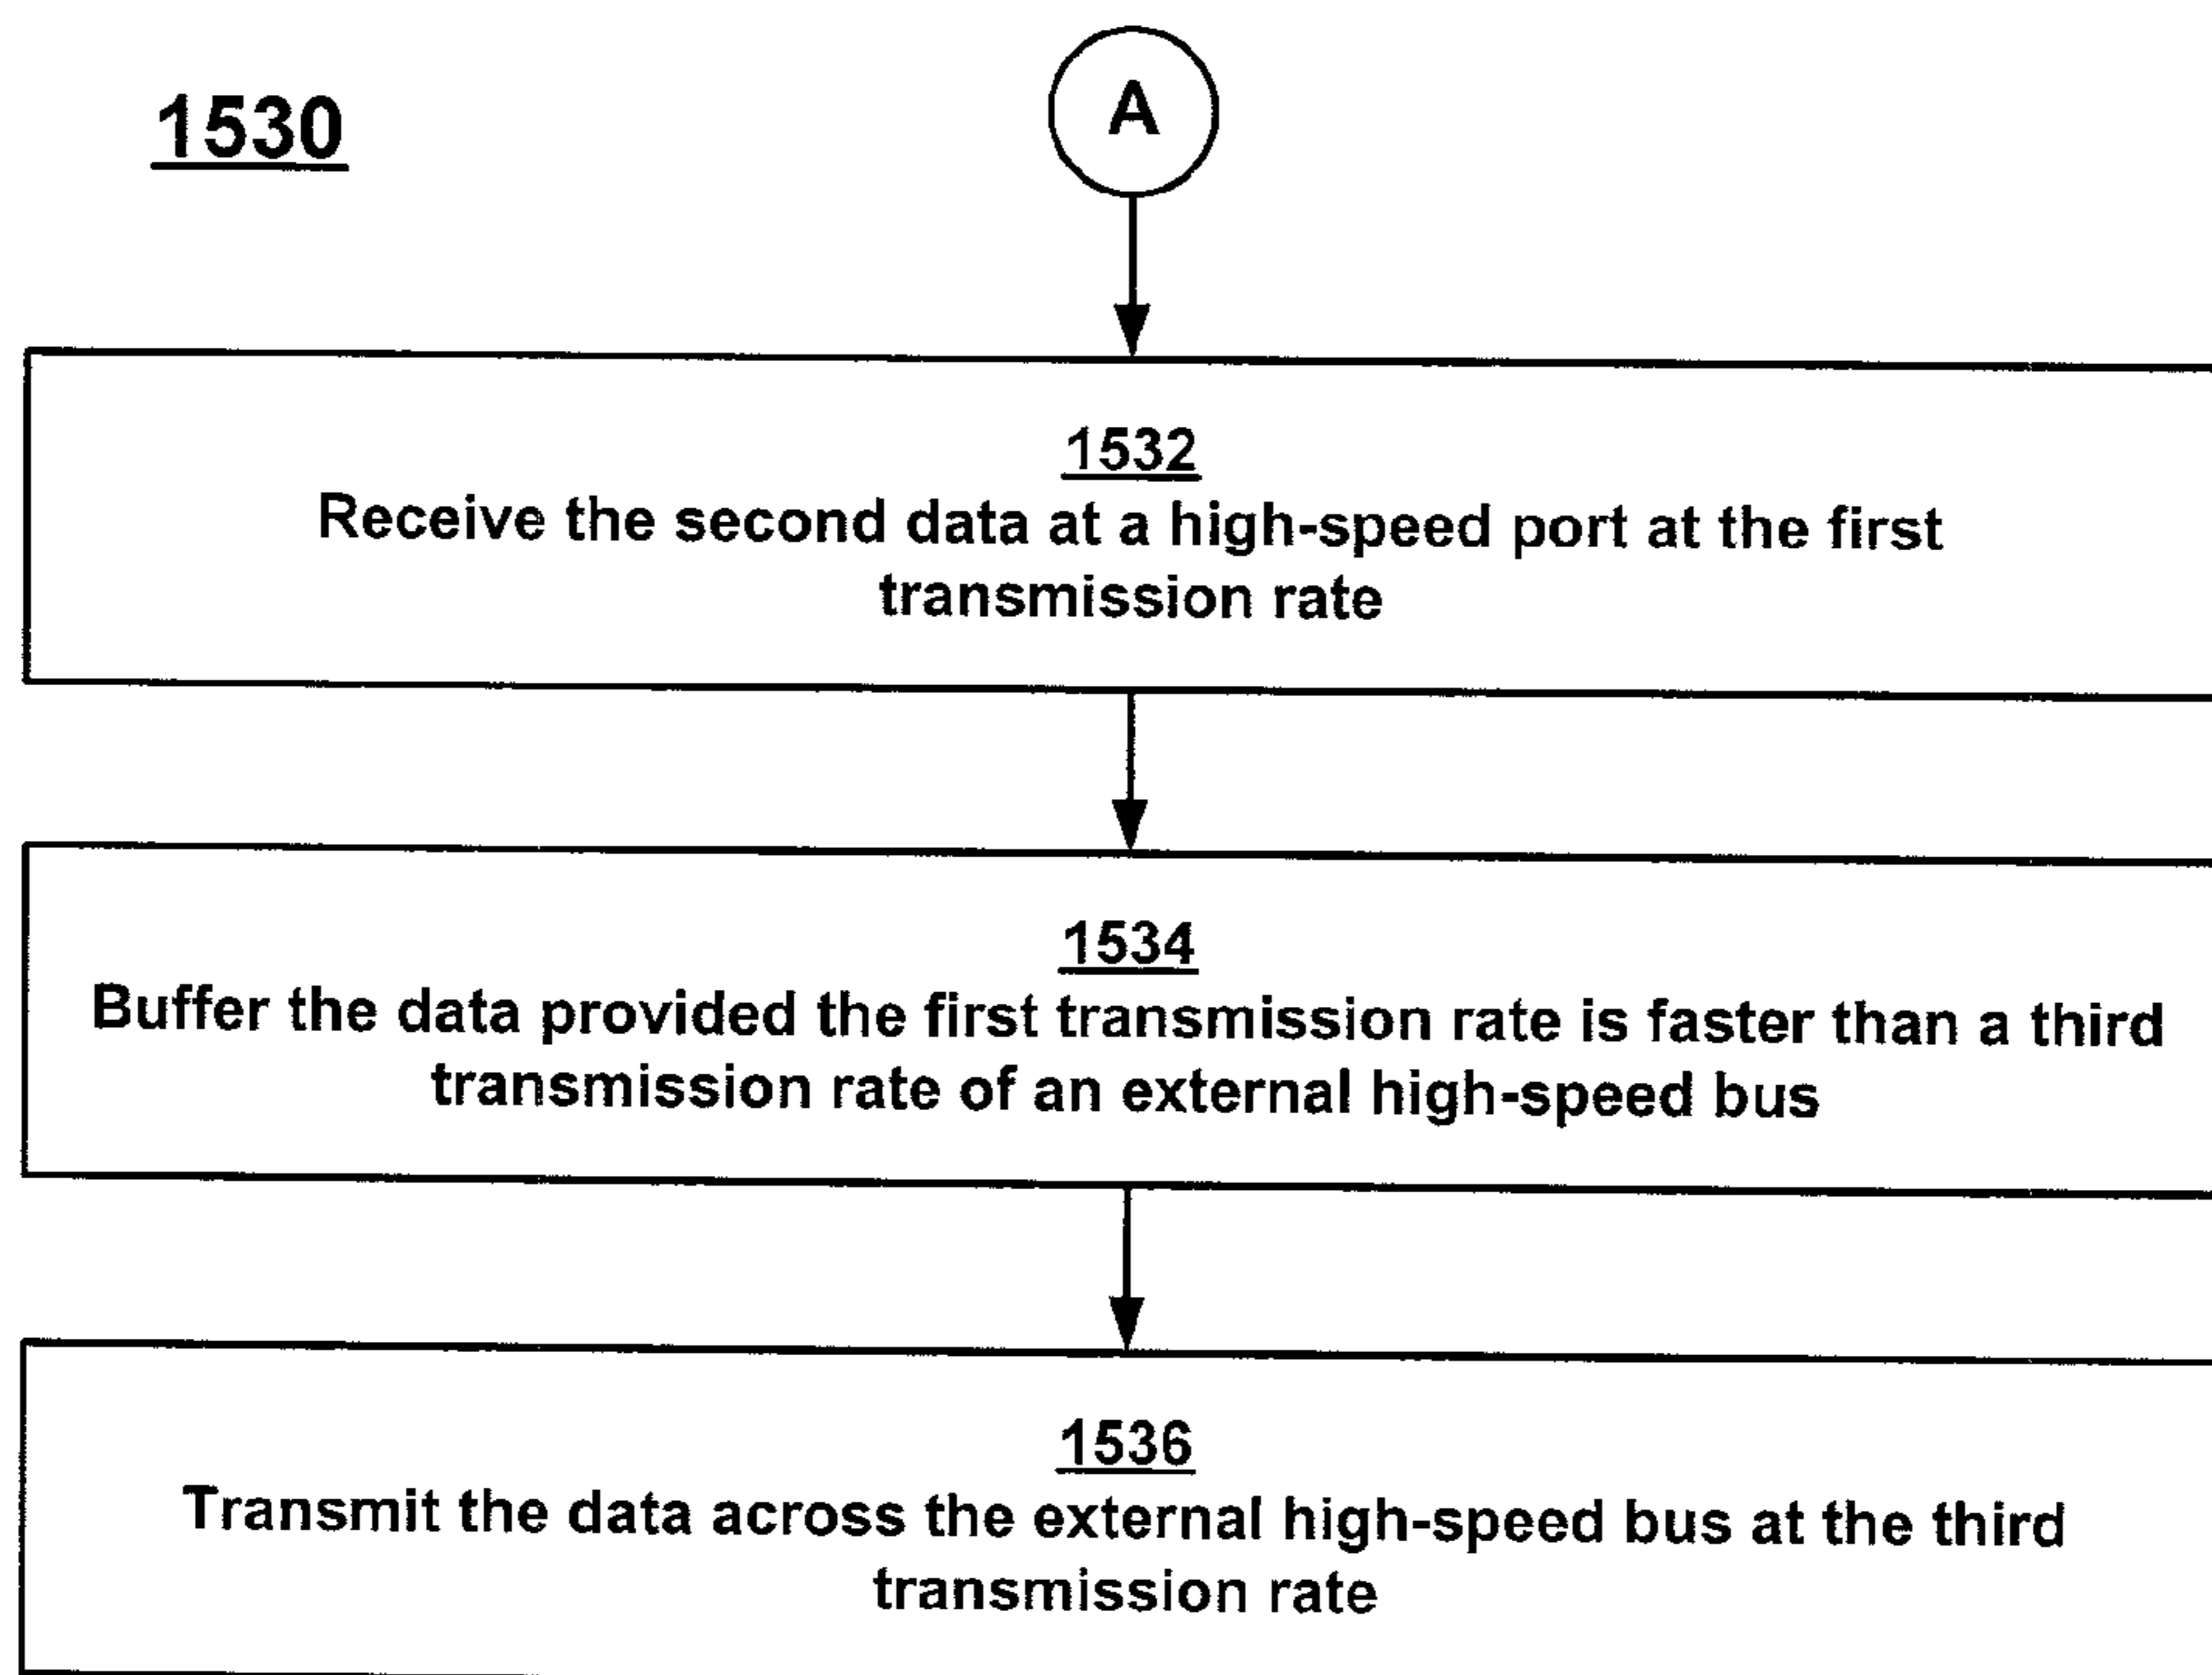 1530
A
1532
Receive the second data at a high-speed port at the first
transmission rate
1534
Buffer the data provided the first transmission rate is faster than a third
transmission rate of an external high-speed bus
1536
Transmit the data across the external high-speed bus at the third
transmission rate